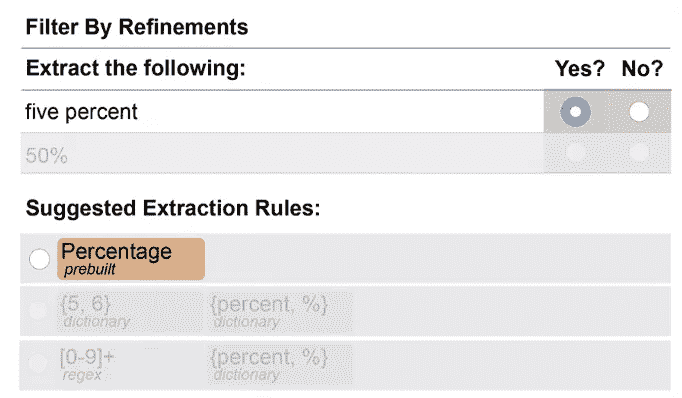 Filter By Refinements
Extract the following: Yes? No?
five percent
50%
Suggested Extraction Rules:
Percentage
prebuilt
{5, 6} {percent, %}
dictionary dictionary
[0-9]+ {percent, %}
regex dictionary